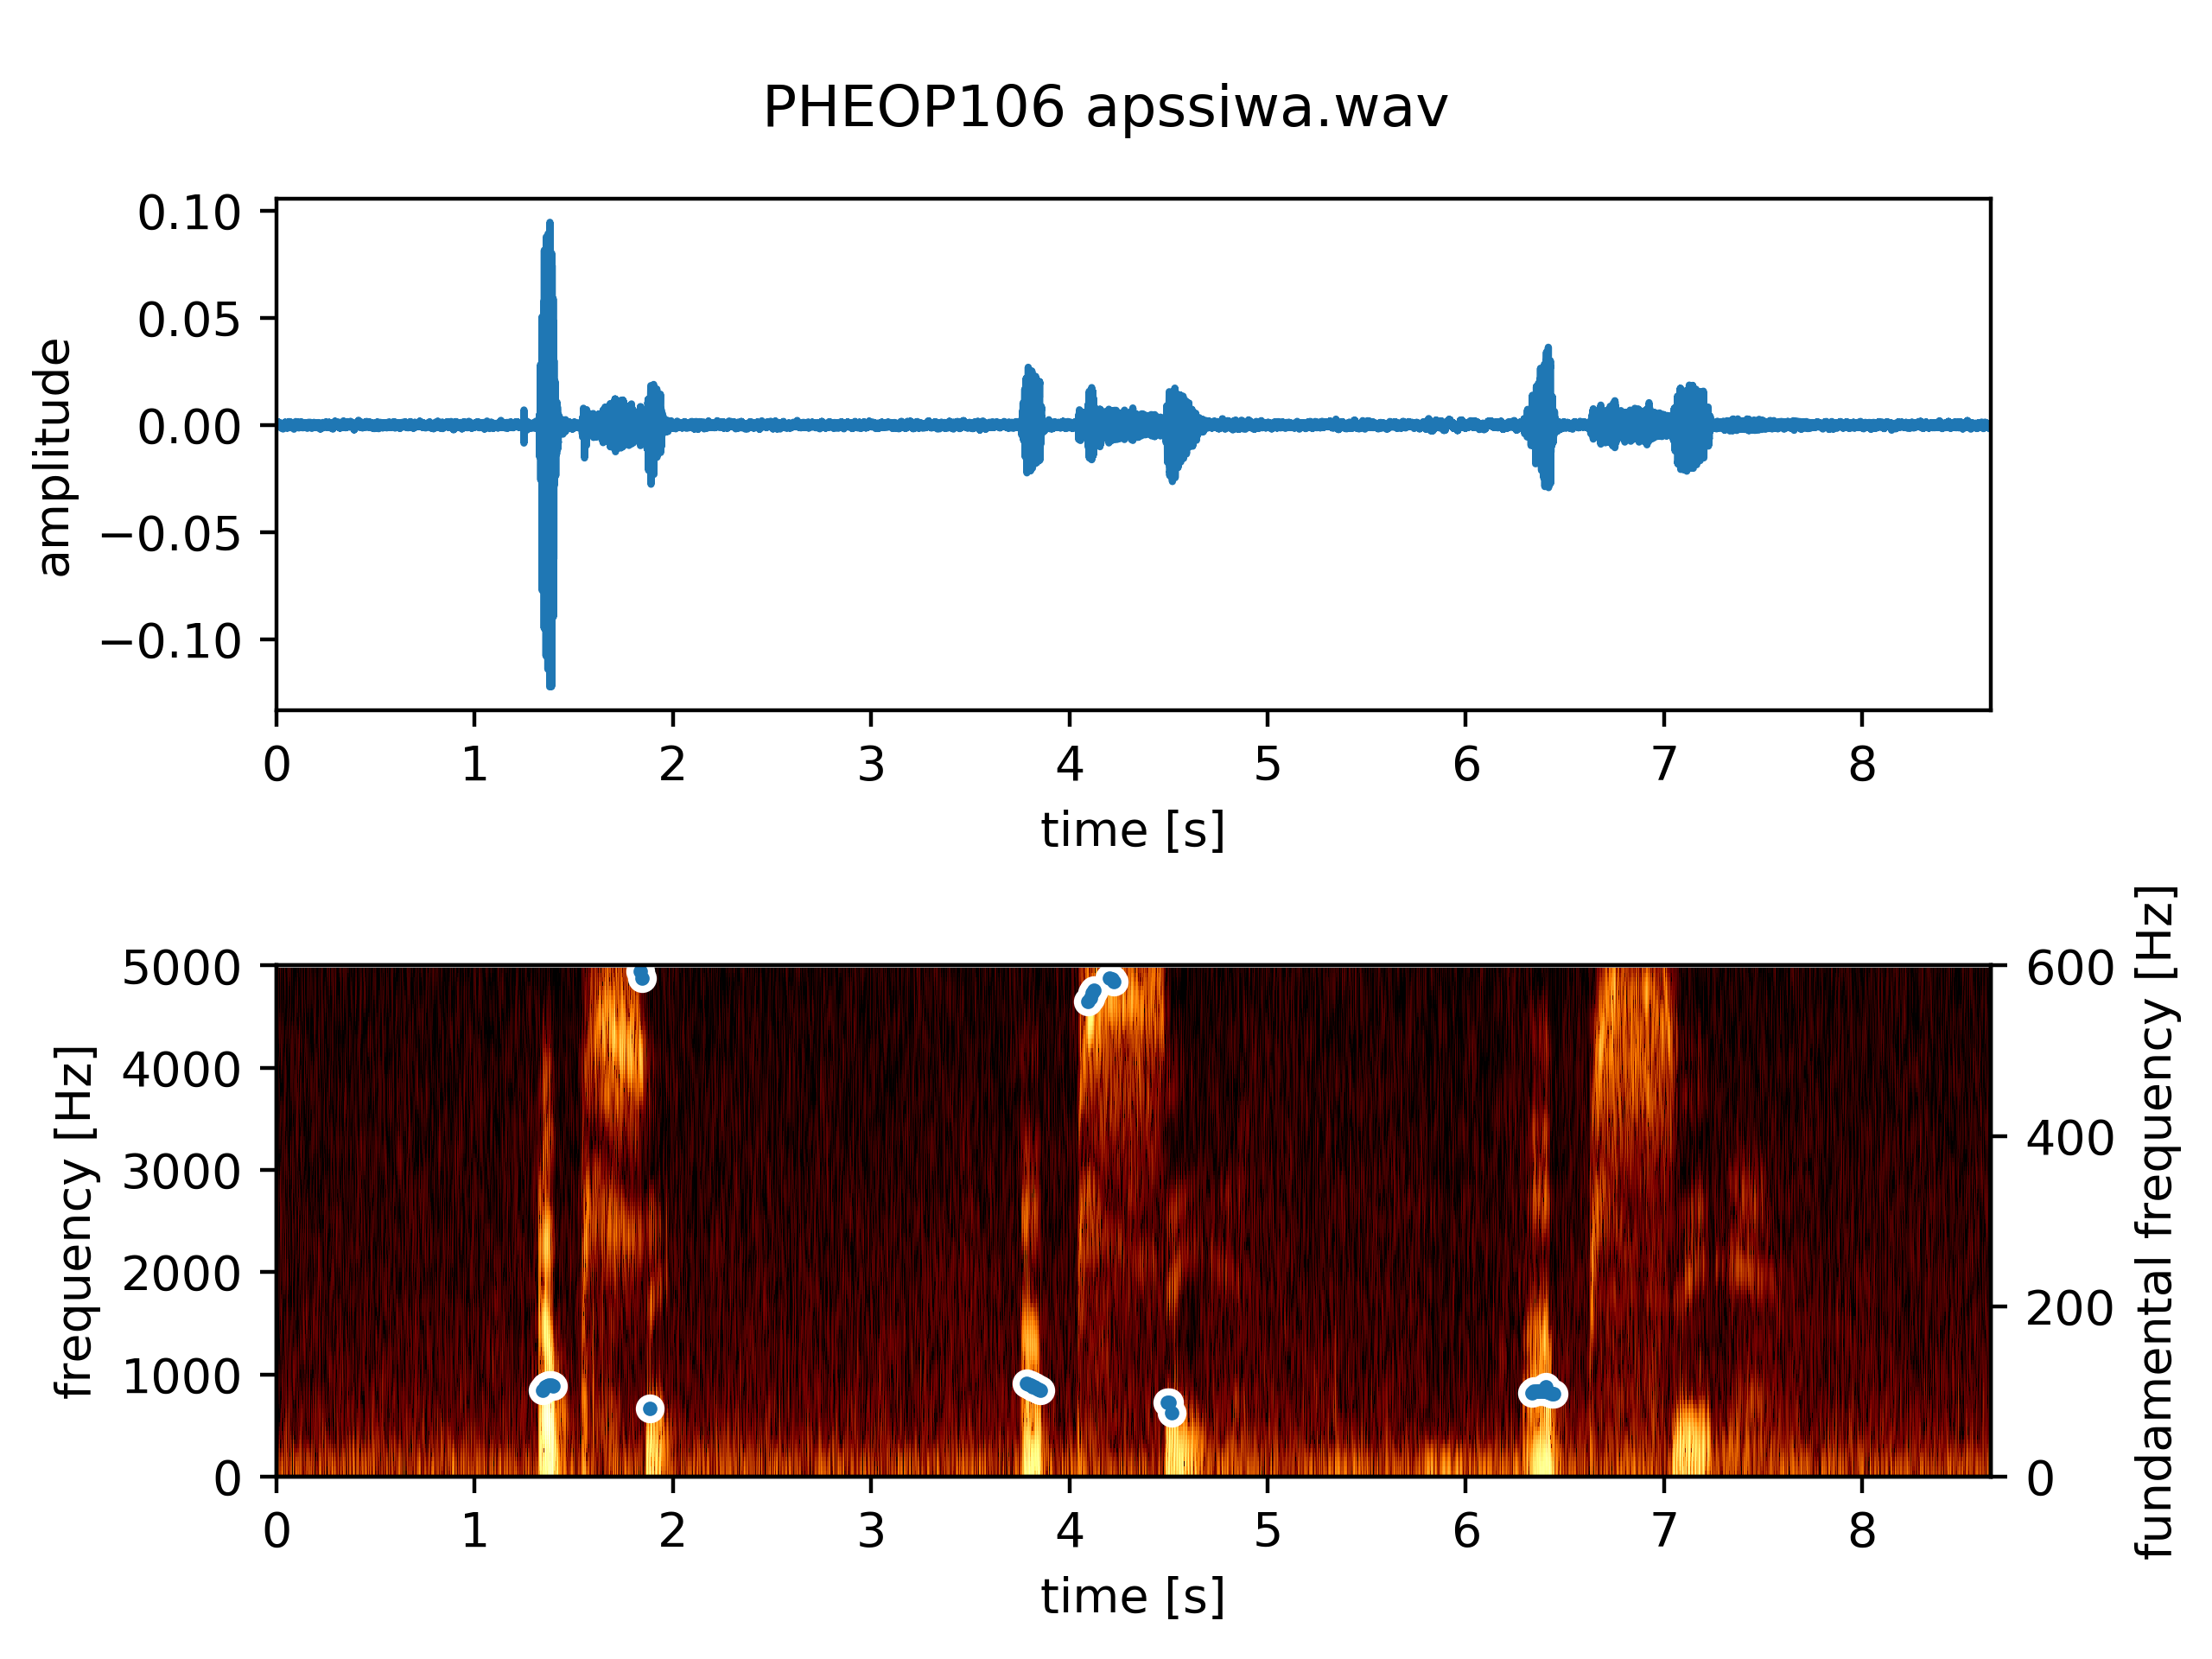 PHEOP106 apssiwa.wav
0.10
0.05
0.00
−0.05
−0.10
amplitude
0 1 2 3 4 5 6 7 8
time [s]
5000
4000
3000
2000
1000
0
frequency [Hz]
600
400
200
0
fundamental frequency [Hz]
0 1 2 3 4 5 6 7 8
time [s]